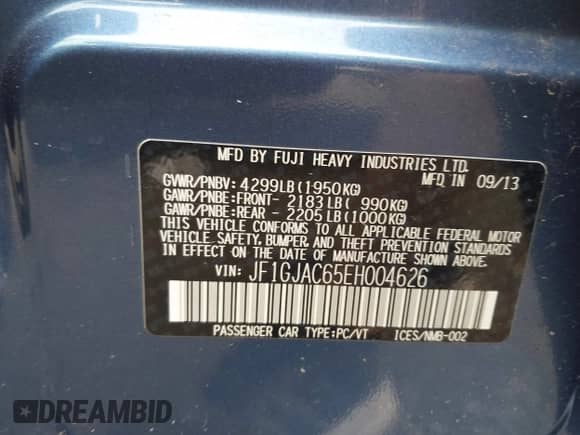 MFD BY FUJI HEAVY INDUSTRIES LTD.
MFD IN 09/13
GVWR/PNBV: 4299LB(1950KG)
GAWR/PNBE:FRONT- 2183LB( 990KG)
GAWR/PNBE:REAR - 2205LB(1000KG)
THIS VEHICLE CONFORMS TO ALL APPLICABLE FEDERAL MOTOR
VEHICLE SAFETY, BUMPER, AND THEFT PREVENTION STANDARDS
IN EFFECT ON THE DATE OF MANUFACTURE SHOWN ABOVE.
VIN: JF1GJAC65EH004626
PASSENGER CAR TYPE:PC/VT ICES/NMB-002
DREAMBID